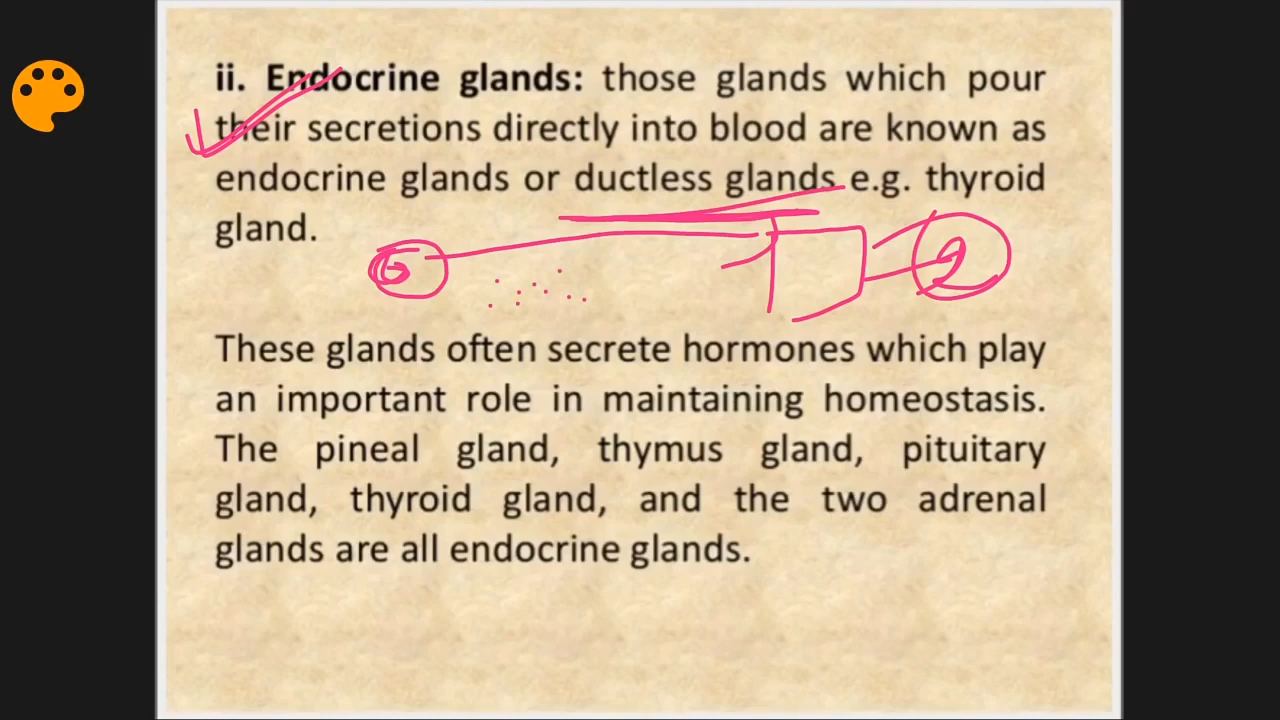 ii. Endocrine glands: those glands which pour
their secretions directly into blood are known as
endocrine glands or ductless glands e.g. thyroid
gland.
These glands often secrete hormones which play
an important role in maintaining homeostasis.
The pineal gland, thymus gland, pituitary
gland, thyroid gland, and the two adrenal
glands are all endocrine glands.